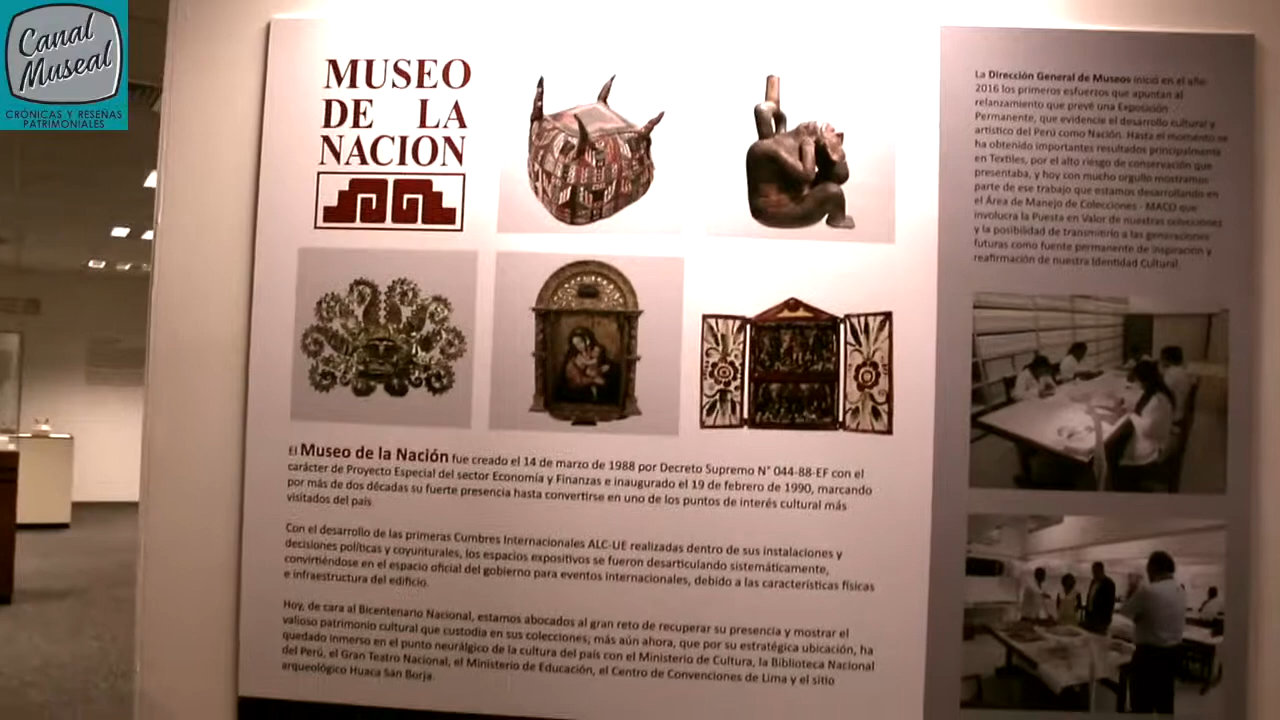 Canal
Museal
CRÓNICAS Y RESEÑAS
PATRIMONIALES
MUSEO
DE LA
NACION
El Museo de la Nación fue creado el 14 de marzo de 1988 por Decreto Supremo N° 044-88-EF con el
carácter de Proyecto Especial del sector Economía y Finanzas e inaugurado el 19 de febrero de 1990, marcando
por más de dos décadas su fuerte presencia hasta convertirse en uno de los puntos de interés cultural más
visitados del país.
Con el desarrollo de las primeras Cumbres Internacionales ALC-UE realizadas dentro de sus instalaciones y
decisiones políticas y coyunturales, los espacios expositivos se fueron desarticulando sistemáticamente,
convirtiéndose en el espacio oficial del gobierno para eventos internacionales, debido a las características físicas
e infraestructura del edificio.
Hoy, de cara al Bicentenario Nacional, estamos abocados al gran reto de recuperar su presencia y mostrar el
valioso patrimonio cultural que custodia en sus colecciones; más aún ahora, que por su estratégica ubicación, ha
quedado inmerso en el punto neurálgico de la cultura del país con el Ministerio de Cultura, la Biblioteca Nacional
del Perú, el Gran Teatro Nacional, el Ministerio de Educación, el Centro de Convenciones de Lima y el sitio
arqueológico Huaca San Borja.
La Dirección General de Museos inició en el año
2016 los primeros esfuerzos que apuntan al
relanzamiento que prevé una Exposición
Permanente, que evidencie el desarrollo cultural y
artístico del Perú como Nación. Hasta el momento se
ha obtenido importantes resultados principalmente
en Textiles, por el alto riesgo de conservación que
presentaba, y hoy con mucho orgullo mostramos
parte de ese trabajo que estamos desarrollando en
el Área de Manejo de Colecciones - MACO que
involucra la Puesta en Valor de nuestras colecciones
y la posibilidad de transmitirlo a las generaciones
futuras como fuente permanente de inspiración y
reafirmación de nuestra Identidad Cultural.